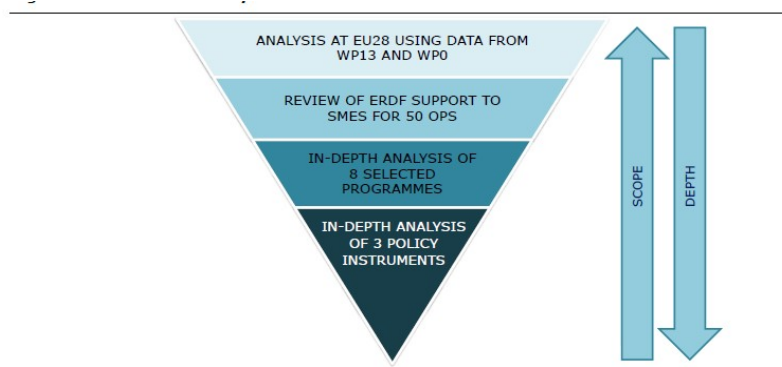 ANALYSIS AT EU28 USING DATA FROM
WP13 AND WP0
REVIEW OF ERDF SUPPORT TO
SMES FOR 50 OPS
IN-DEPTH ANALYSIS OF
8 SELECTED
PROGRAMMES
IN-DEPTH ANALYSIS
OF 3 POLICY
INSTRUMENTS
SCOPE
DEPTH